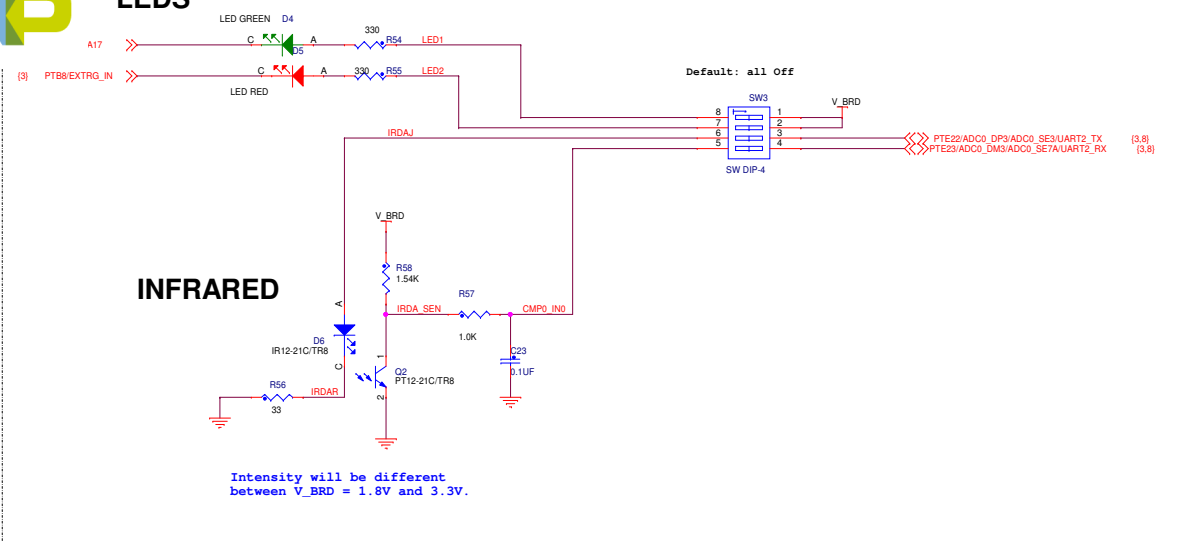 LEDS
LED GREEN D4
330
A17
C
A
R54
LED1
D5
{3} PTB8/EXTRG_IN
C
A
330
R55
LED2
LED RED
Default: all Off
SW3
V_BRD
8
1
7
2
6
3
5
4
SW DIP-4
IRDAJ
PTE22/ADC0_DP3/ADC0_SE3/UART2_TX {3,8}
PTE23/ADC0_DM3/ADC0_SE7A/UART2_RX {3,8}
V_BRD
R58
1.54K
INFRARED
R57
A
IRDA_SEN
CMP0_IN0
1.0K
D6
IR12-21C/TR8
C
1
C23
0.1UF
Q2
PT12-21C/TR8
2
R56
IRDAR
33
Intensity will be different
between V_BRD = 1.8V and 3.3V.